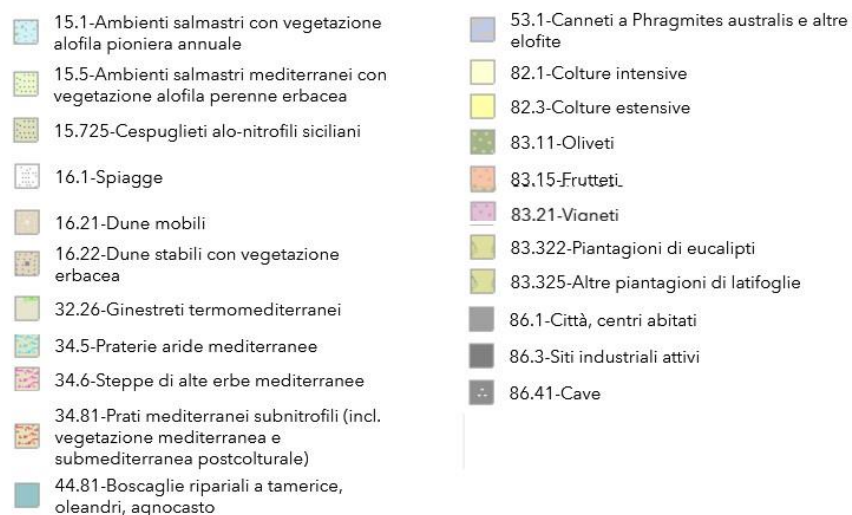 15.1-Ambienti salmastri con vegetazione
alofila pioniera annuale
15.5-Ambienti salmastri mediterranei con
vegetazione alofila perenne erbacea
15.725-Cespuglieti alo-nitrofili siciliani
16.1-Spiagge
16.21-Dune mobili
16.22-Dune stabili con vegetazione
erbacea
32.26-Ginestreti termomediterranei
34.5-Praterie aride mediterranee
34.6-Steppe di alte erbe mediterranee
34.81-Prati mediterranei subnitrofili (incl.
vegetazione mediterranea e
submediterranea postcolturale)
44.81-Boscaglie ripariali a tamerice,
oleandri, agnocasto
53.1-Canneti a Phragmites australis e altre
elofite
82.1-Colture intensive
82.3-Colture estensive
83.11-Oliveti
83.15-Frutteti
83.21-Vigneti
83.322-Piantagioni di eucalipti
83.325-Altre piantagioni di latifoglie
86.1-Città, centri abitati
86.3-Siti industriali attivi
86.41-Cave